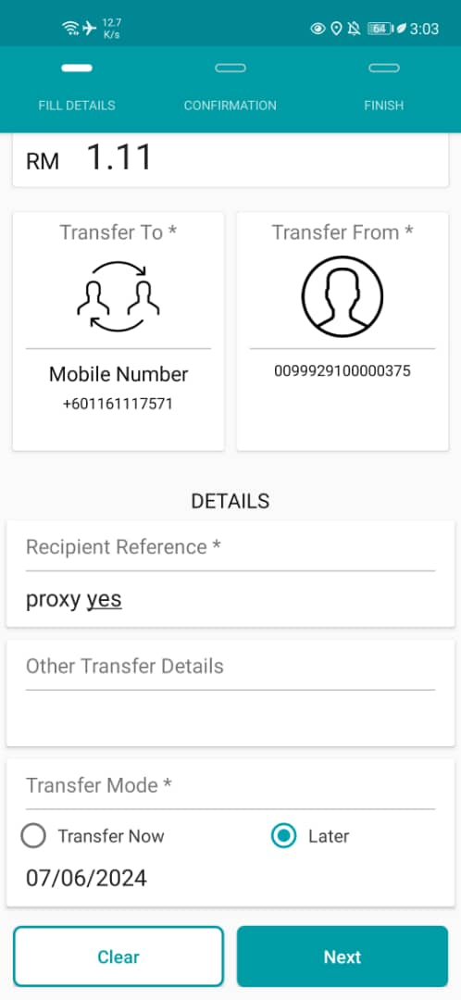 12.7
K/s
64
3:03
FILL DETAILS
CONFIRMATION
FINISH
RM 1.11
Transfer To *
Transfer From *
Mobile Number
+601161117571
0099929100000375
DETAILS
Recipient Reference *
proxy yes
Other Transfer Details
Transfer Mode *
Transfer Now
Later
07/06/2024
Clear
Next